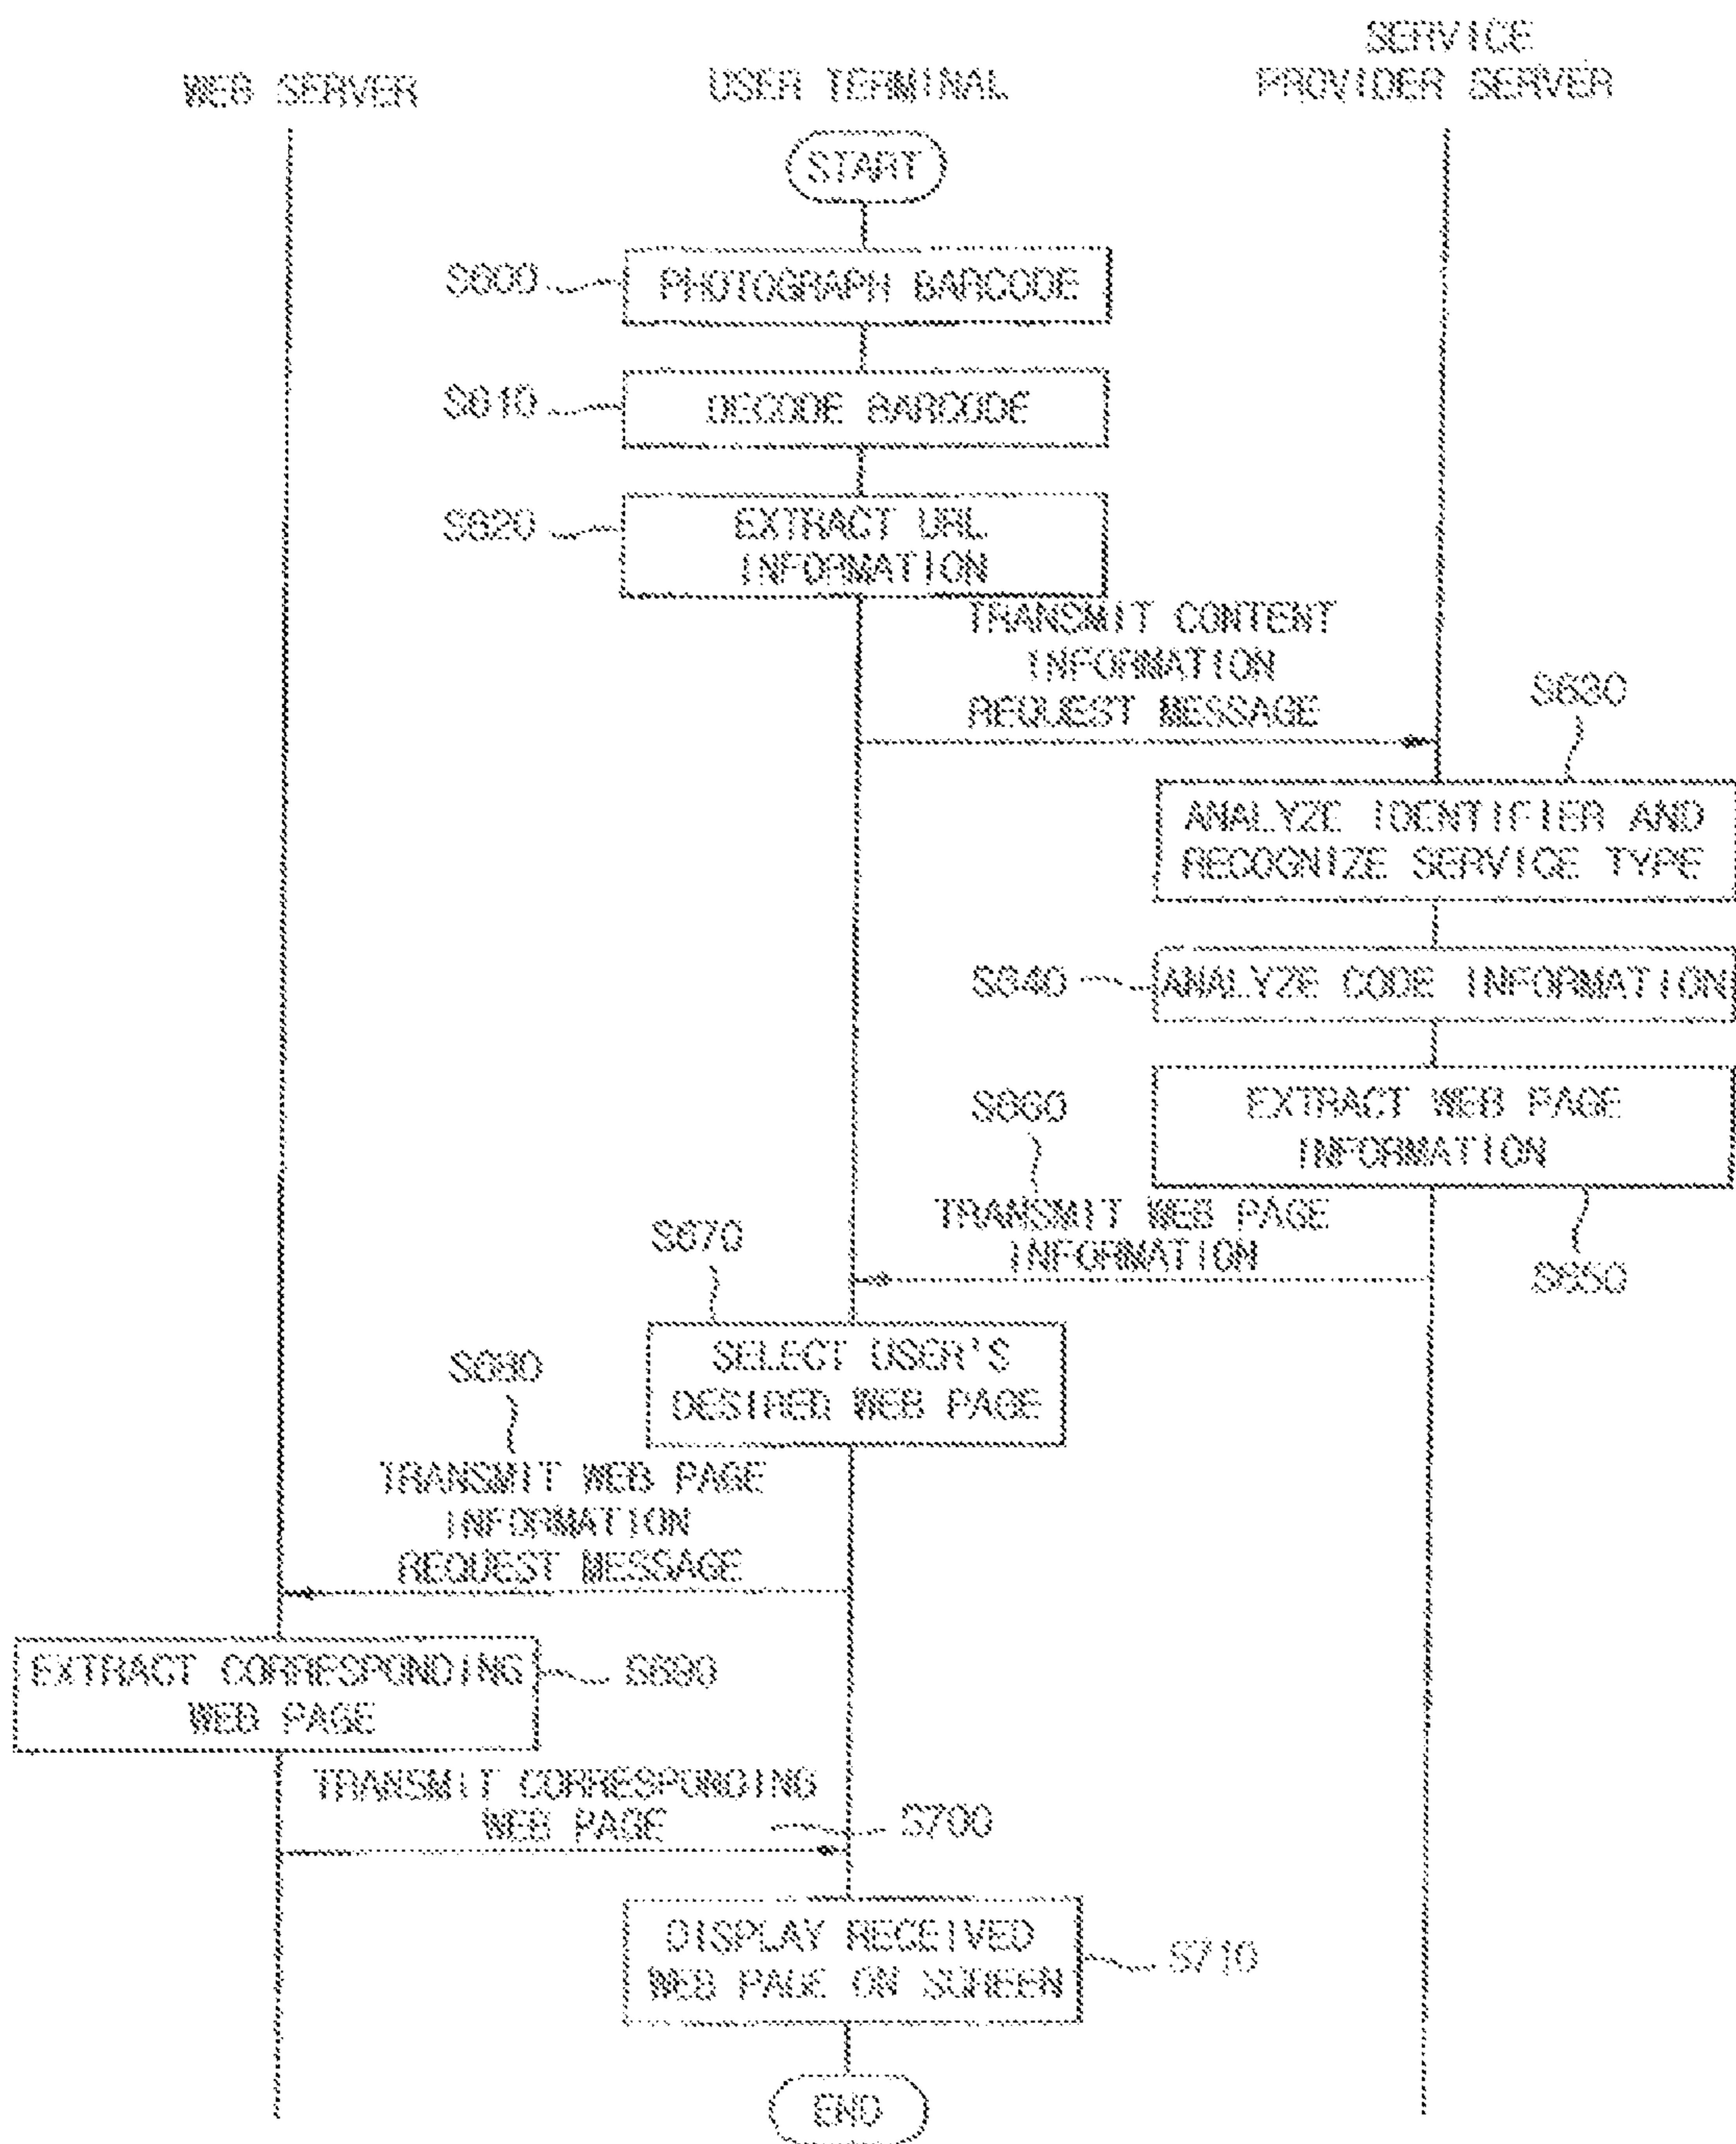 WEB SERVER
USER TERMINAL
SERVICE
PROVIDER SERVER
START
S600
PHOTOGRAPH BARCODE
S610
DECODE BARCODE
S620
EXTRACT URL
INFORMATION
TRANSMIT CONTENT
INFORMATION
REQUEST MESSAGE
S630
ANALYZE IDENTIFIER AND
RECOGNIZE SERVICE TYPE
S640
ANALYZE CODE INFORMATION
EXTRACT WEB PAGE
INFORMATION
S650
S660
TRANSMIT WEB PAGE
INFORMATION
S670
SELECT USER'S
DESIRED WEB PAGE
S680
TRANSMIT WEB PAGE
INFORMATION
REQUEST MESSAGE
EXTRACT CORRESPONDING
WEB PAGE
S690
TRANSMIT CORRESPONDING
WEB PAGE
S700
DISPLAY RECEIVED
WEB PAGE ON SCREEN
S710
END